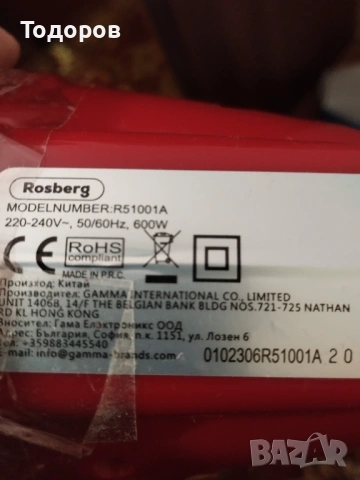 Тодоров
Rosberg
MODELNUMBER:R51001A
220-240V~, 50/60Hz, 600W
CE
RoHS
compliant
MADE IN P.R.C.
Произход: Китай
Производител: GAMMA INTERNATIONAL CO., LIMITED
UNIT 1406B, 14/F THE BELGIAN BANK BLDG NOS.721-725 NATHAN
RD KL HONG KONG
Вносител: Гама Електроникс ООД
Адрес: България, София, п.к. 1151, ул. Лозен 6
Тел.: +359883445540
e-mail: info@gamma-brands.com
0102306R51001A 2 0
bazar